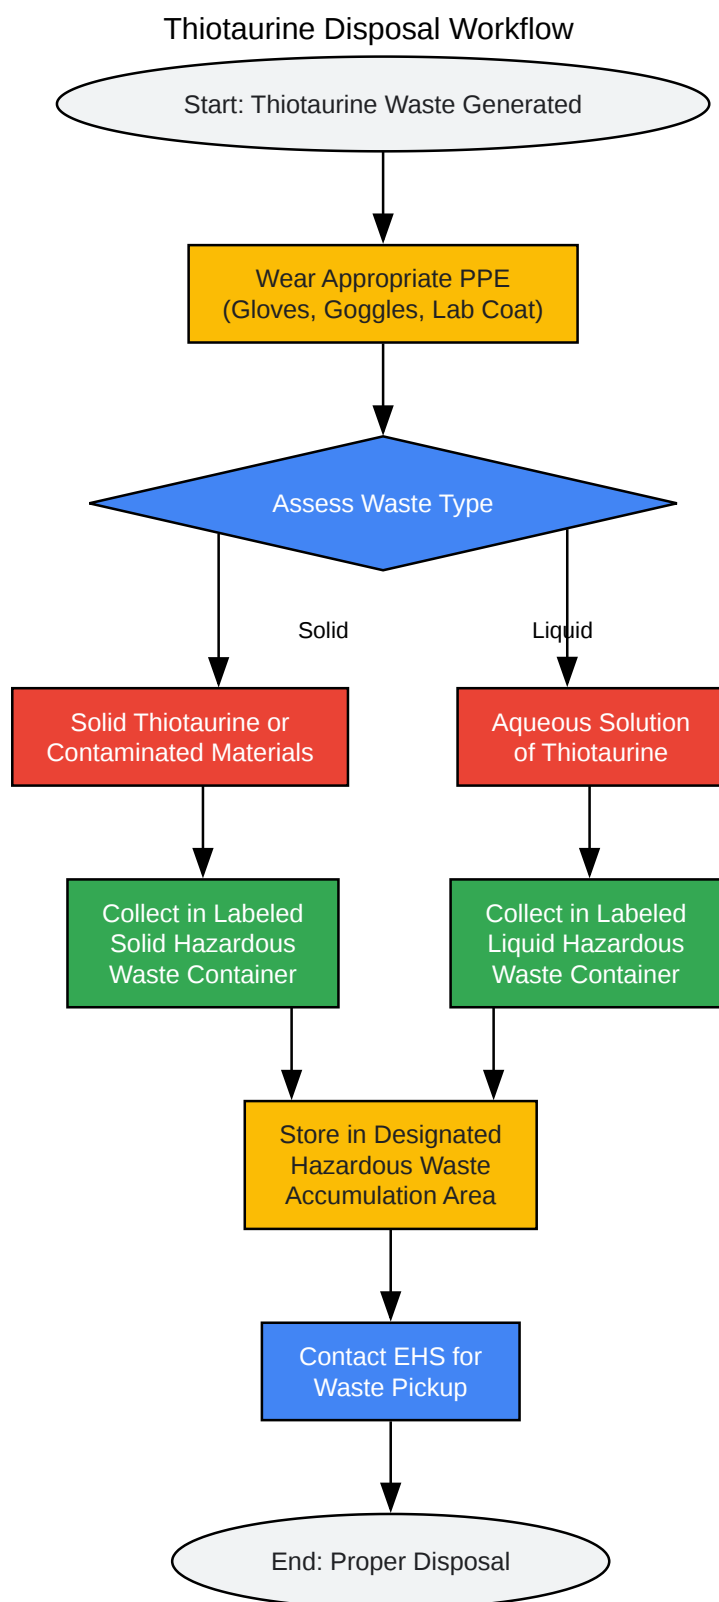 Thiotaurine Disposal Workflow
Start: Thiotaurine Waste Generated
Wear Appropriate PPE
(Gloves, Goggles, Lab Coat)
Assess Waste Type
Solid
Liquid
Solid Thiotaurine or
Contaminated Materials
Aqueous Solution
of Thiotaurine
Collect in Labeled
Solid Hazardous
Waste Container
Collect in Labeled
Liquid Hazardous
Waste Container
Store in Designated
Hazardous Waste
Accumulation Area
Contact EHS for
Waste Pickup
End: Proper Disposal